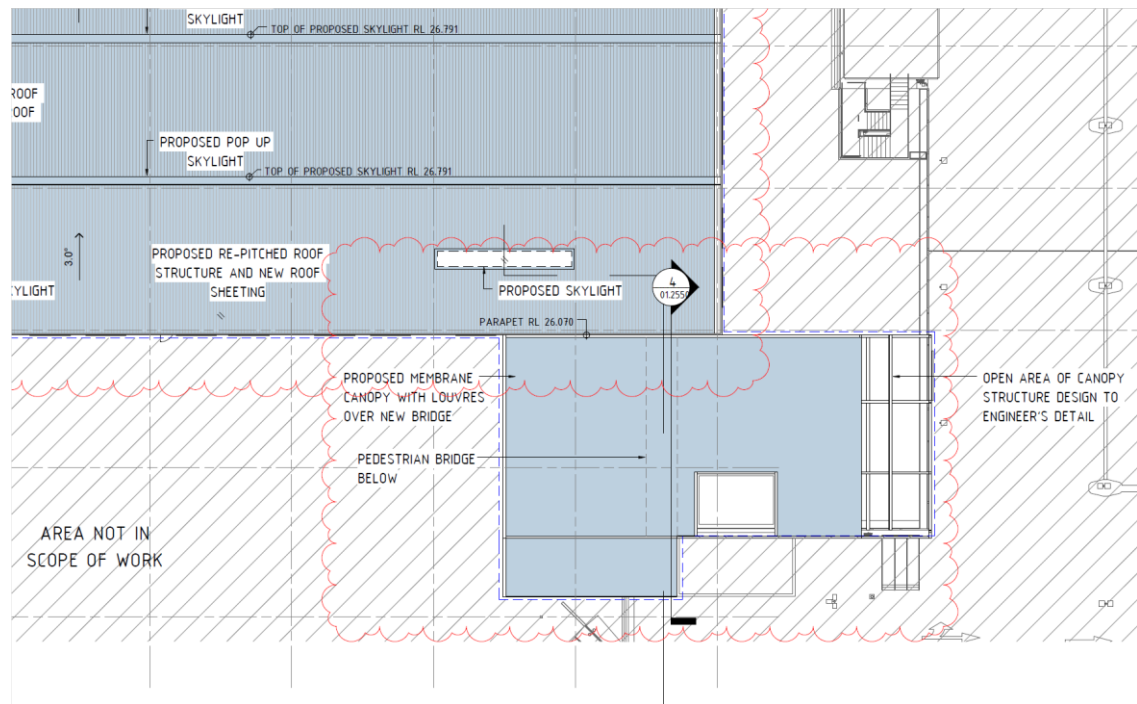 SKYLIGHT
TOP OF PROPOSED SKYLIGHT RL 26.791
ROOF
ROOF
PROPOSED POP UP
SKYLIGHT
TOP OF PROPOSED SKYLIGHT RL 26.791
3.0°
PROPOSED RE-PITCHED ROOF
STRUCTURE AND NEW ROOF
SHEETING
KYLIGHT
PROPOSED SKYLIGHT
4
01.2550
PARAPET RL 26.070
PROPOSED MEMBRANE
CANOPY WITH LOUVRES
OVER NEW BRIDGE
OPEN AREA OF CANOPY
STRUCTURE DESIGN TO
ENGINEER'S DETAIL
PEDESTRIAN BRIDGE
BELOW
AREA NOT IN
SCOPE OF WORK